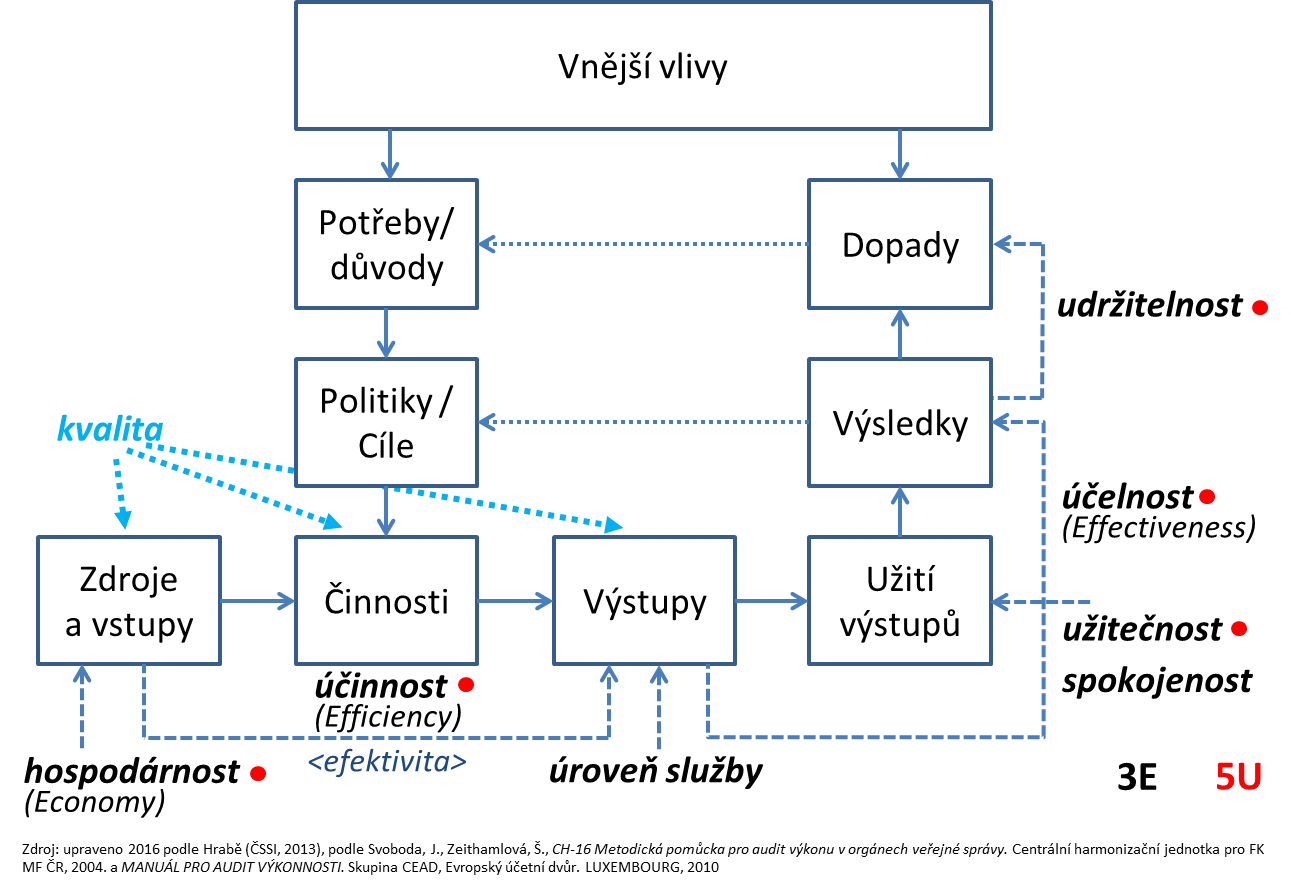 Vnější vlivy
Potřeby/
důvody
Dopady
udržitelnost
Politiky /
Cíle
Výsledky
kvalita
účelnost
(Effectiveness)
Zdroje
a vstupy
Činnosti
Výstupy
Užití
výstupů
užitečnost
spokojenost
účinnost
(Efficiency)
<efektivita>
hospodárnost
(Economy)
úroveň služby
3E 5U
Zdroj: upraveno 2016 podle Hrabě (ČSSI, 2013), podle Svoboda, J., Zeithamlová, Š., CH-16 Metodická pomůcka pro audit výkonu v orgánech veřejné správy. Centrální harmonizační jednotka pro FK
MF ČR, 2004. a MANUÁL PRO AUDIT VÝKONNOSTI. Skupina CEAD, Evropský účetní dvůr. LUXEMBOURG, 2010